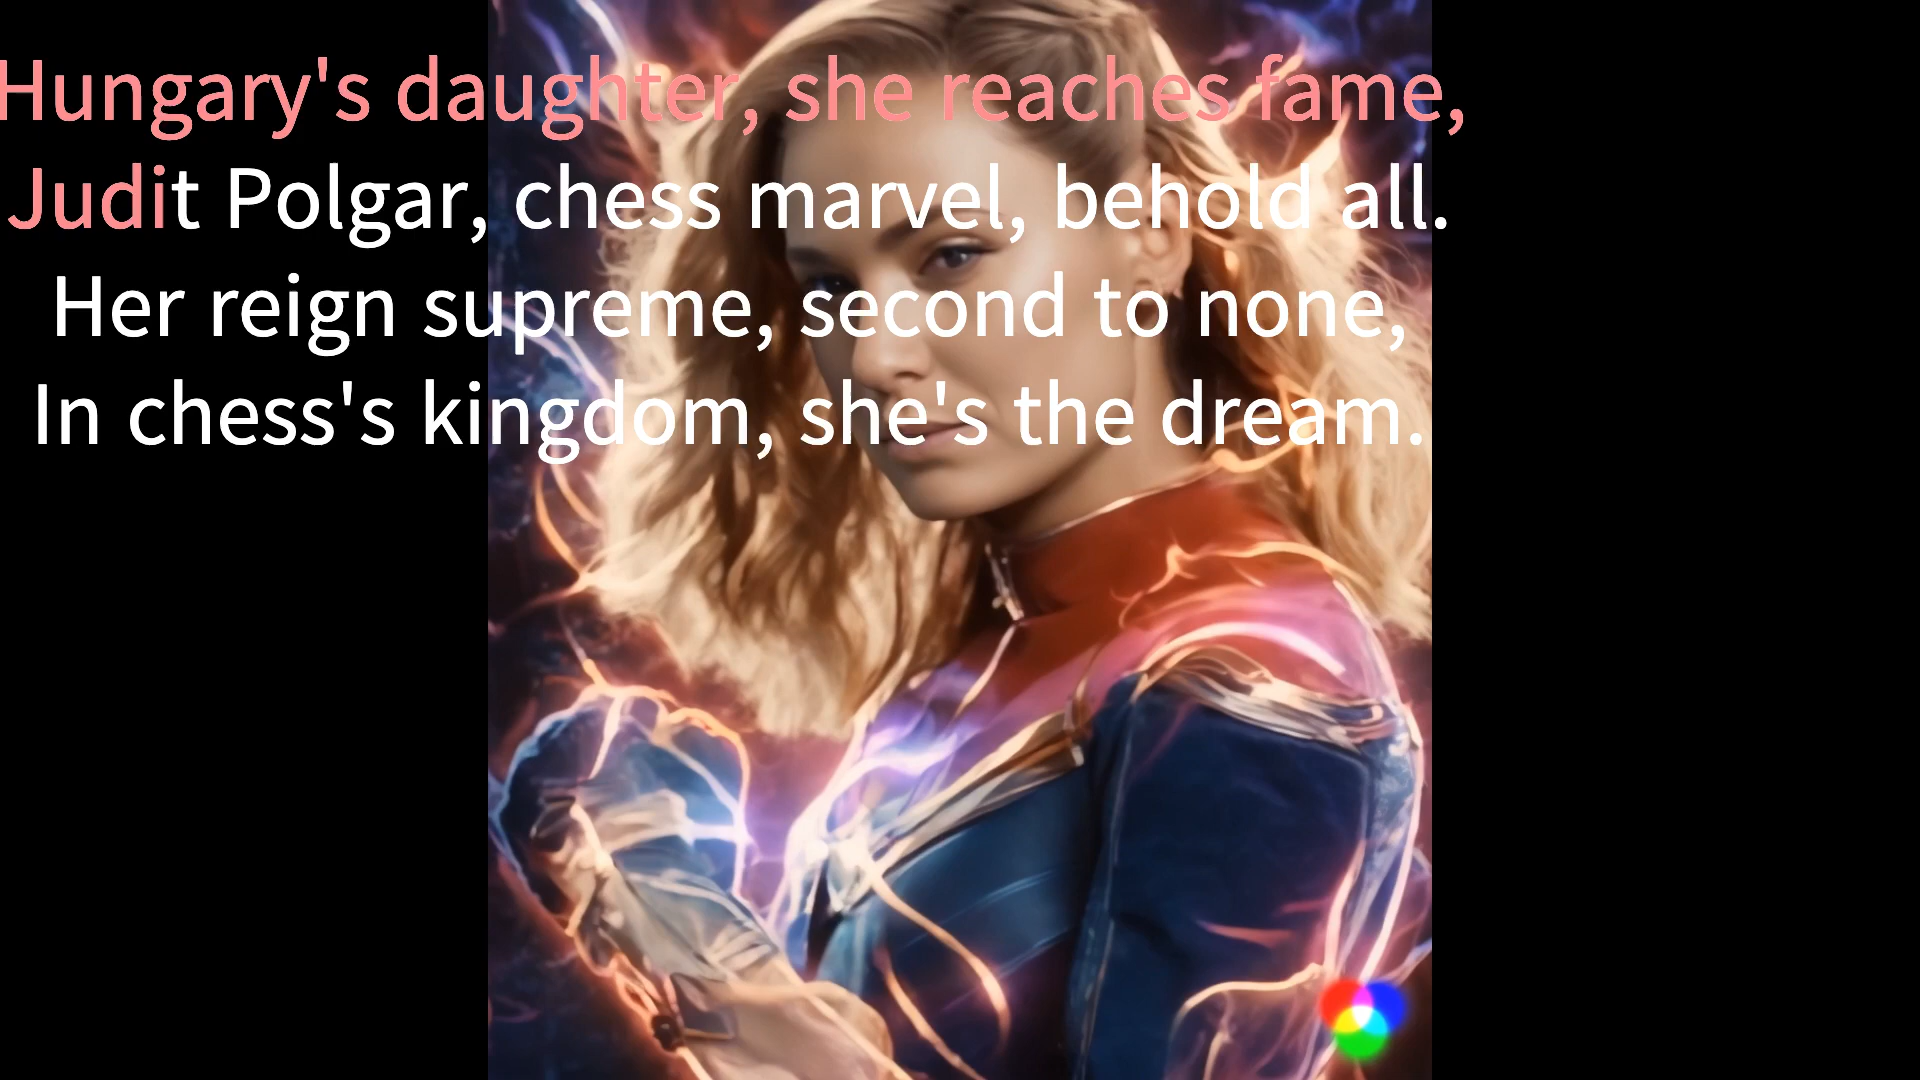 Hungary's daughter, she reaches fame,
Judit Polgar, chess marvel, behold all.
Her reign supreme, second to none,
In chess's kingdom, she's the dream.